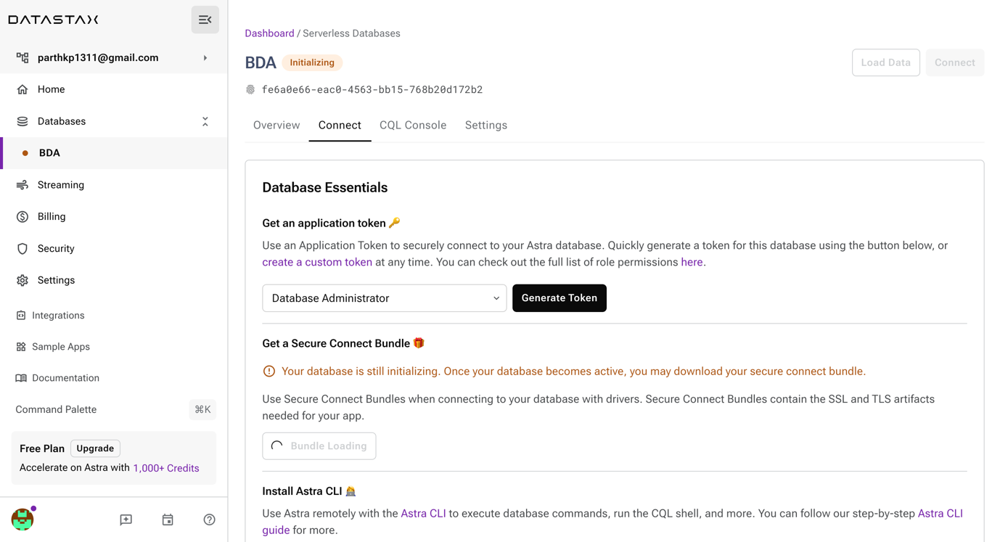 DATASTAX
parthkp1311@gmail.com
Home
Databases
BDA
Streaming
Billing
Security
Settings
Integrations
Sample Apps
Documentation
Command Palette ⌘K
Free Plan Upgrade
Accelerate on Astra with 1,000+ Credits
Dashboard / Serverless Databases
BDA Initializing
Load Data Connect
fe6a0e66-eac0-4563-bb15-768b20d172b2
Overview Connect CQL Console Settings
Database Essentials
Get an application token 🔑
Use an Application Token to securely connect to your Astra database. Quickly generate a token for this database using the button below, or
create a custom token at any time. You can check out the full list of role permissions here.
Database Administrator Generate Token
Get a Secure Connect Bundle 🎁
Your database is still initializing. Once your database becomes active, you may download your secure connect bundle.
Use Secure Connect Bundles when connecting to your database with drivers. Secure Connect Bundles contain the SSL and TLS artifacts
needed for your app.
Bundle Loading
Install Astra CLI 👩‍💻
Use Astra remotely with the Astra CLI to execute database commands, run the CQL shell, and more. You can follow our step-by-step Astra CLI
guide for more.